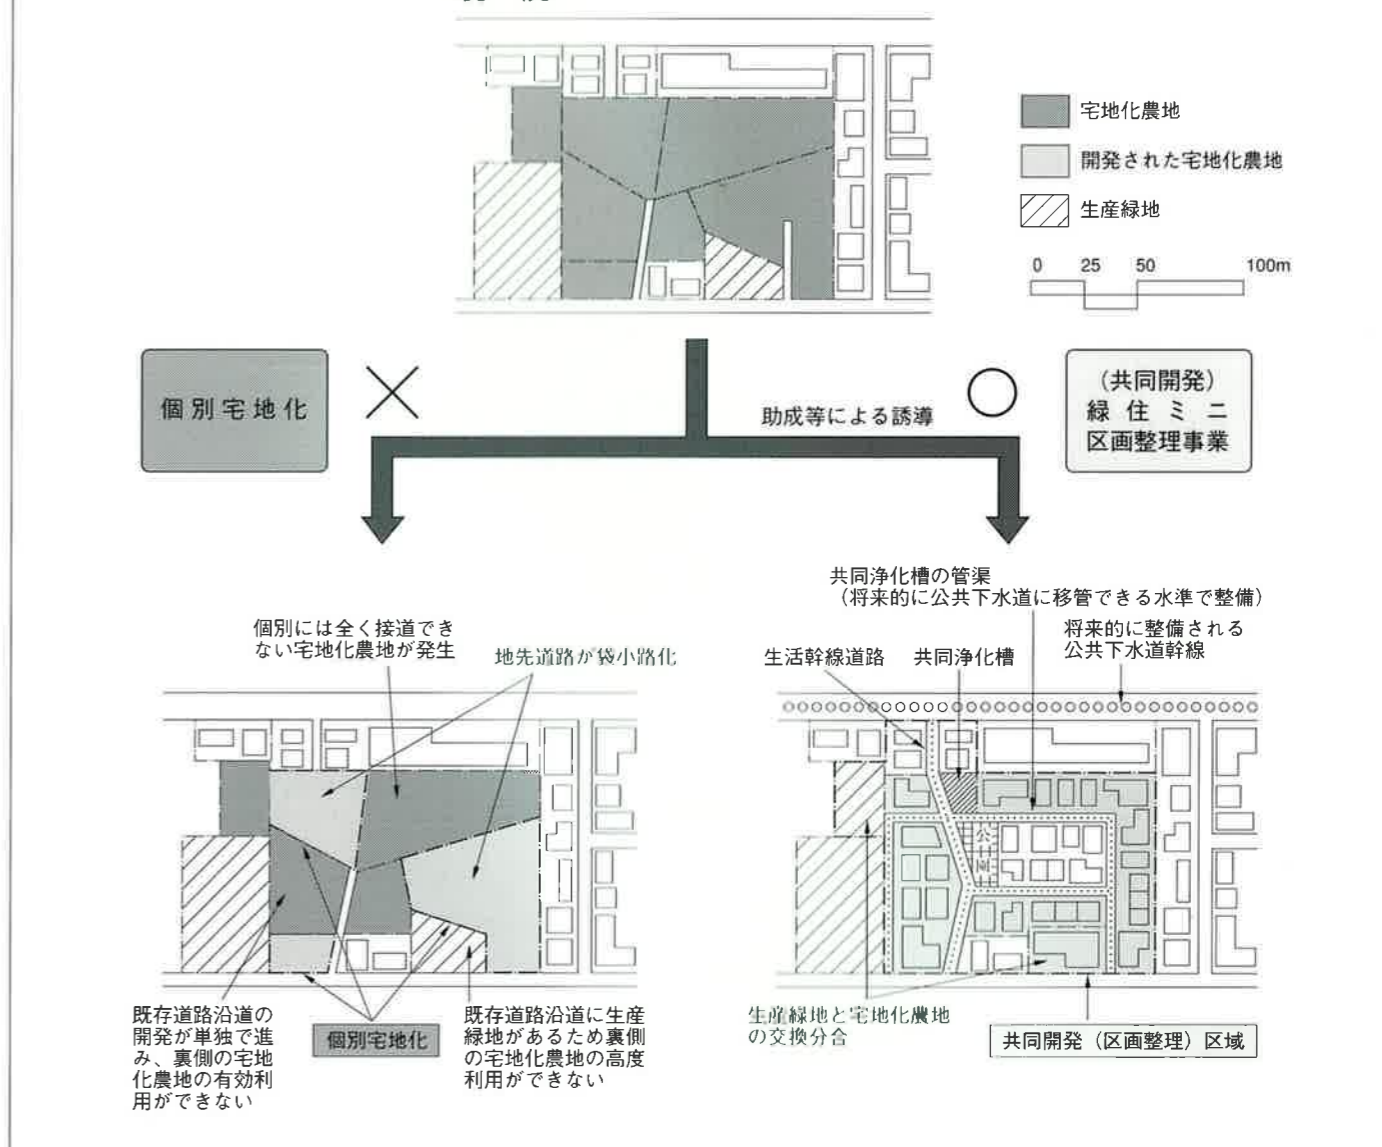 宅地化農地
開発された宅地化農地
生産緑地
0 25 50 100m
個別宅地化
助成等による誘導
（共同開発）
緑住ミニ
区画整理事業
共同浄化槽の管渠
（将来的に公共下水道に移管できる水準で整備）
個別には全く接道でき
ない宅地化農地が発生
地先道路が袋小路化
生活幹線道路
共同浄化槽
将来的に整備される
公共下水道幹線
公
園
既存道路沿道の
開発が単独で進
み、裏側の宅地
化農地の有効利
用ができない
個別宅地化
既存道路沿道に生産
緑地があるため裏側
の宅地化農地の高度
利用ができない
生産緑地と宅地化農地
の交換分合
共同開発（区画整理）区域